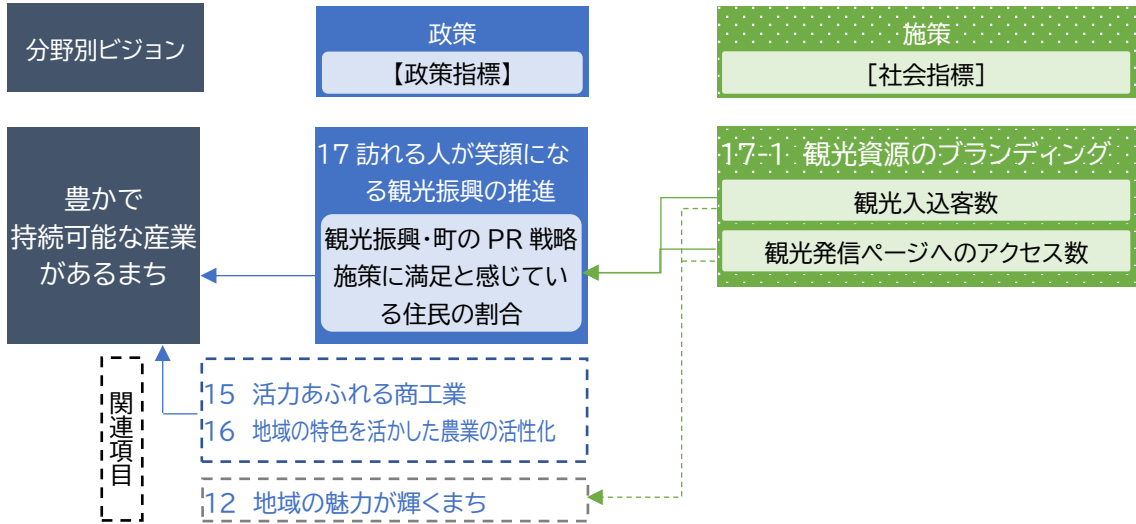 分野別ビジョン
政策
【政策指標】
施策
[社会指標]
豊かで
持続可能な産業
があるまち
17 訪れる人が笑顔にな
る観光振興の推進
観光振興・町の PR 戦略
施策に満足と感じてい
る住民の割合
17-1 観光資源のブランディング
観光入込客数
観光発信ページへのアクセス数
関連項目
15 活力あふれる商工業
16 地域の特色を活かした農業の活性化
12 地域の魅力が輝くまち